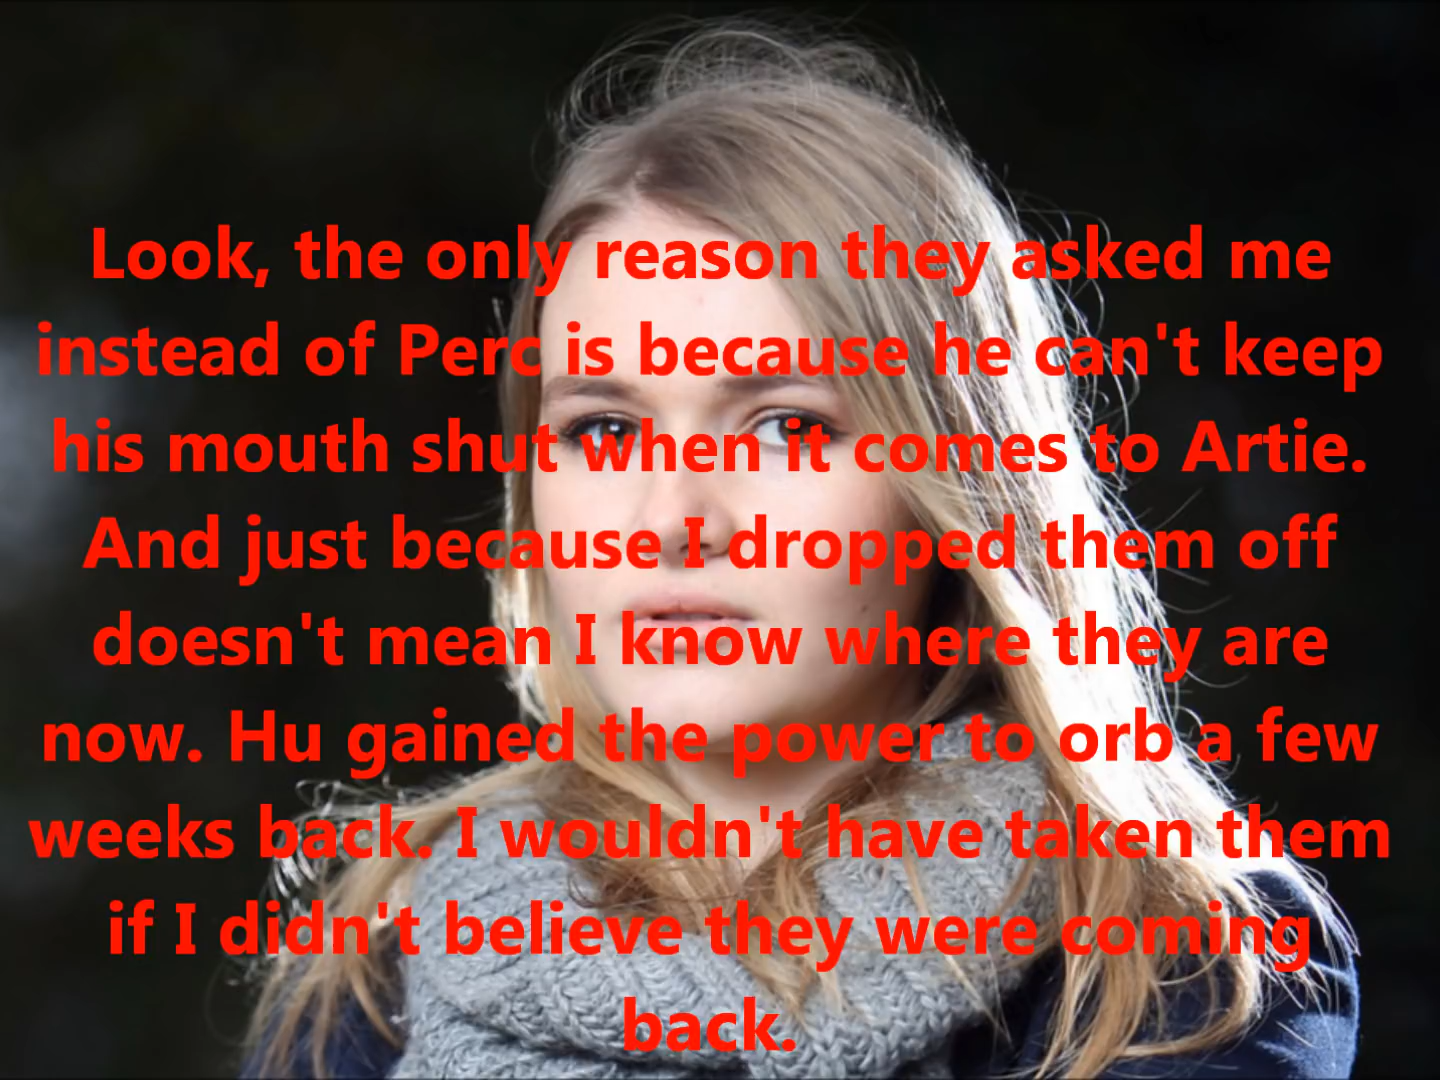 Look, the only reason they asked me
instead of Perc is because he can't keep
his mouth shut when it comes to Artie.
And just because I dropped them off
doesn't mean I know where they are
now. Hu gained the power to orb a few
weeks back. I wouldn't have taken them
if I didn't believe they were coming
back.